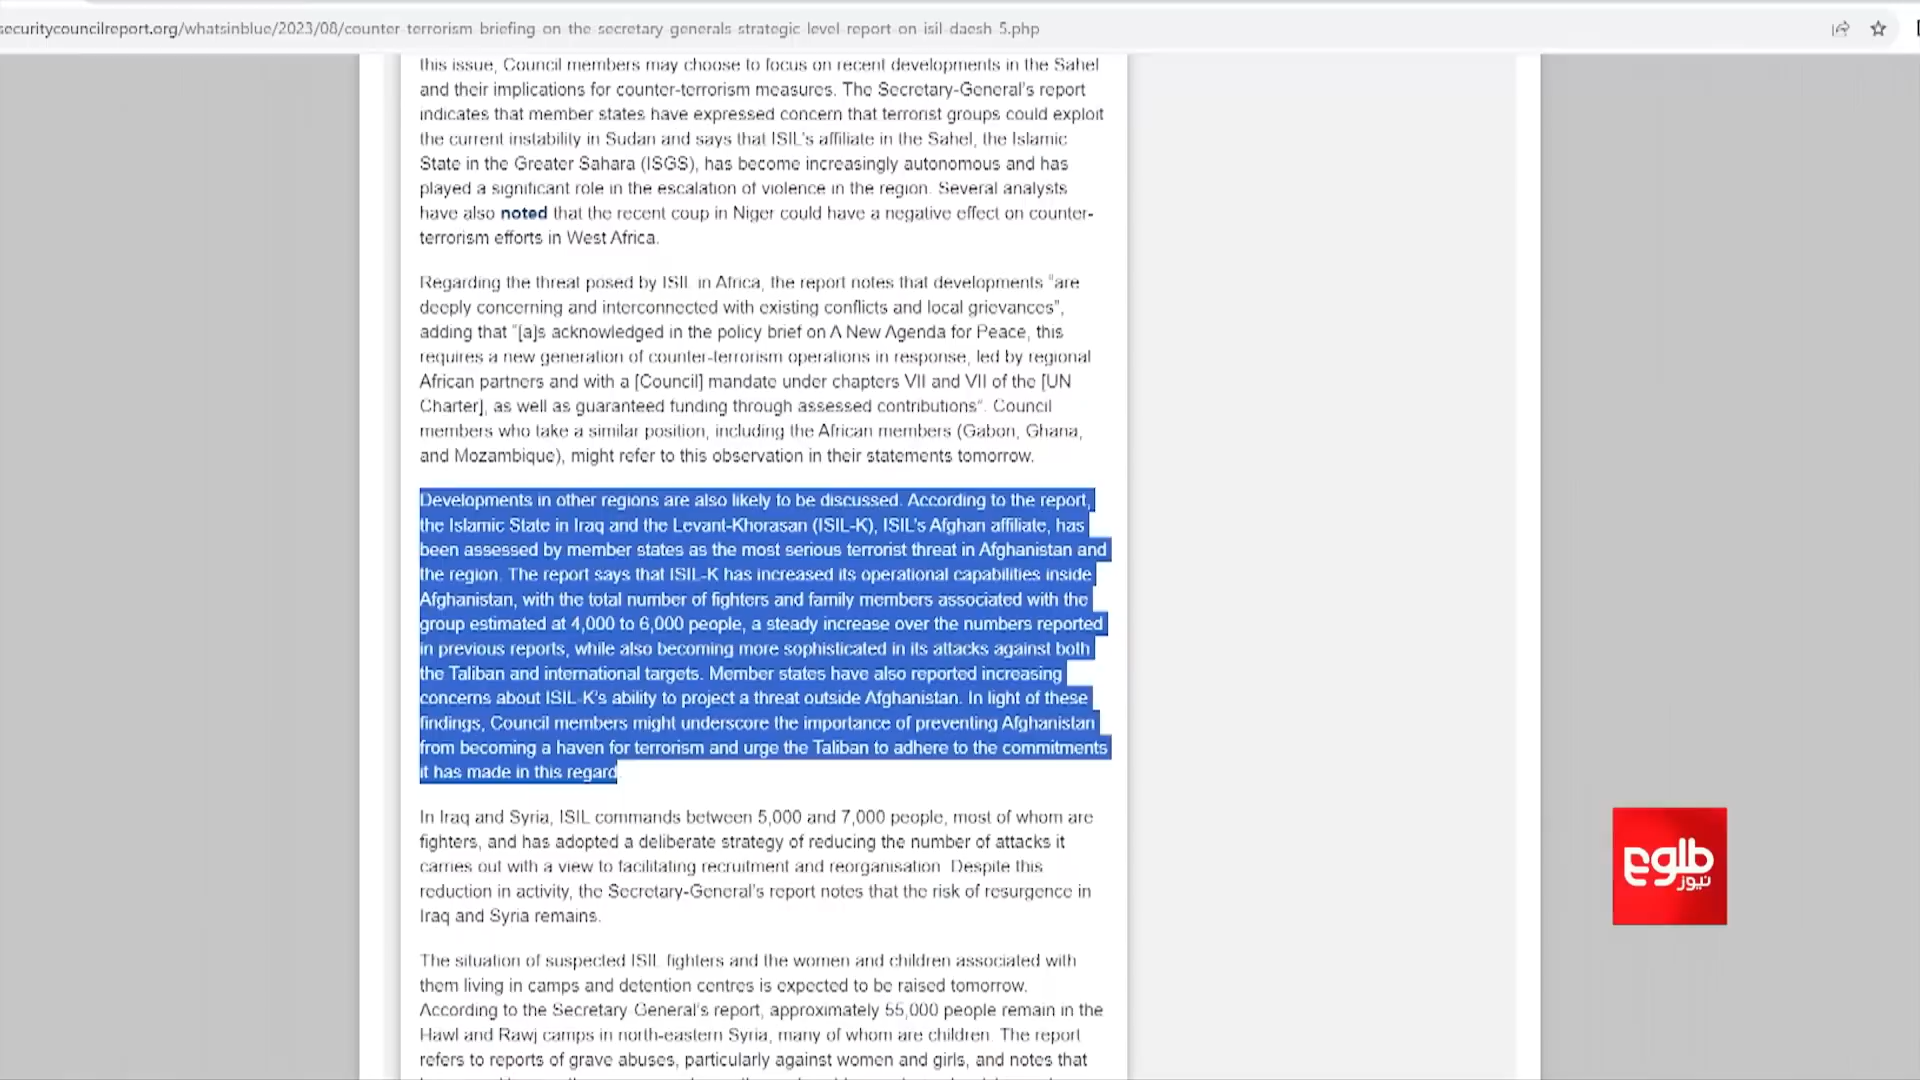 securitycouncilreport.org/whatsinblue/2023/08/counter-terrorism-briefing-on-the-secretary-generals-strategic-level-report-on-isil-daesh-5.php
this issue, Council members may choose to focus on recent developments in the Sahel
and their implications for counter-terrorism measures. The Secretary-General's report
indicates that member states have expressed concern that terrorist groups could exploit
the current instability in Sudan and says that ISIL's affiliate in the Sahel, the Islamic
State in the Greater Sahara (ISGS), has become increasingly autonomous and has
played a significant role in the escalation of violence in the region. Several analysts
have also noted that the recent coup in Niger could have a negative effect on counter-
terrorism efforts in West Africa.
Regarding the threat posed by ISIL in Africa, the report notes that developments "are
deeply concerning and interconnected with existing conflicts and local grievances",
adding that "[a]s acknowledged in the policy brief on A New Agenda for Peace, this
requires a new generation of counter-terrorism operations in response, led by regional
African partners and with a [Council] mandate under chapters VII and VII of the [UN
Charter], as well as guaranteed funding through assessed contributions". Council
members who take a similar position, including the African members (Gabon, Ghana,
and Mozambique), might refer to this observation in their statements tomorrow.
Developments in other regions are also likely to be discussed. According to the report,
the Islamic State in Iraq and the Levant-Khorasan (ISIL-K), ISIL's Afghan affiliate, has
been assessed by member states as the most serious terrorist threat in Afghanistan and
the region. The report says that ISIL-K has increased its operational capabilities inside
Afghanistan, with the total number of fighters and family members associated with the
group estimated at 4,000 to 6,000 people, a steady increase over the numbers reported
in previous reports, while also becoming more sophisticated in its attacks against both
the Taliban and international targets. Member states have also reported increasing
concerns about ISIL-K's ability to project a threat outside Afghanistan. In light of these
findings, Council members might underscore the importance of preventing Afghanistan
from becoming a haven for terrorism and urge the Taliban to adhere to the commitments
it has made in this regard.
In Iraq and Syria, ISIL commands between 5,000 and 7,000 people, most of whom are
fighters, and has adopted a deliberate strategy of reducing the number of attacks it
carries out with a view to facilitating recruitment and reorganisation. Despite this
reduction in activity, the Secretary-General's report notes that the risk of resurgence in
Iraq and Syria remains.
The situation of suspected ISIL fighters and the women and children associated with
them living in camps and detention centres is expected to be raised tomorrow.
According to the Secretary-General's report, approximately 55,000 people remain in the
Hawl and Rawj camps in north-eastern Syria, many of whom are children. The report
refers to reports of grave abuses, particularly against women and girls, and notes that
طلوع
نیوز